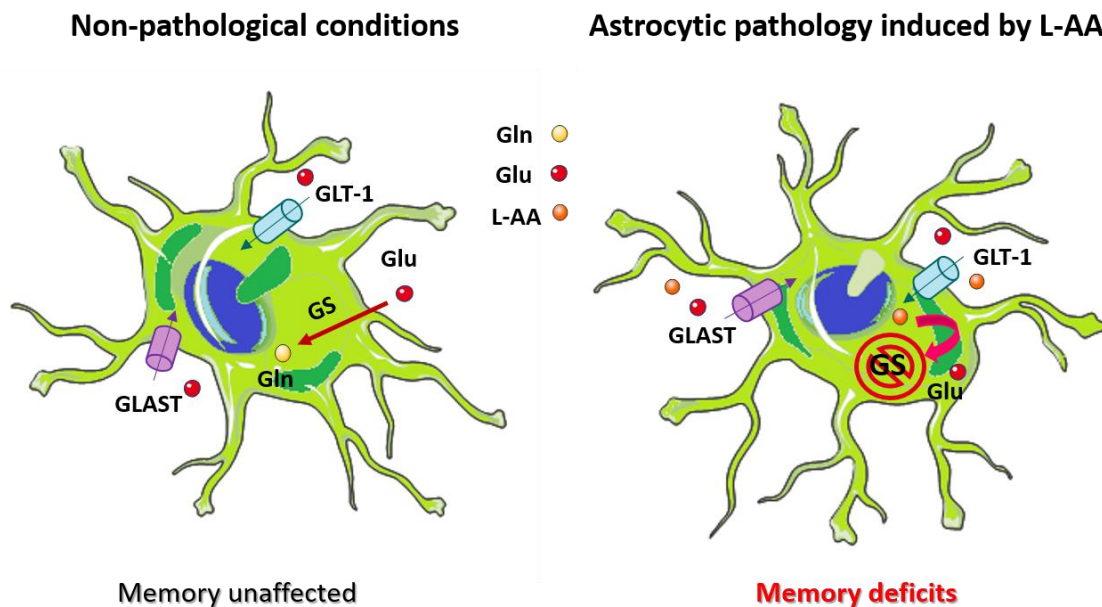 Non-pathological conditions
Astrocytic pathology induced by L-AA
Gln
Glu
L-AA
GLT-1
Glu
GS
Gln
GLAST
GLT-1
GLAST
GS
Glu
Memory unaffected
Memory deficits